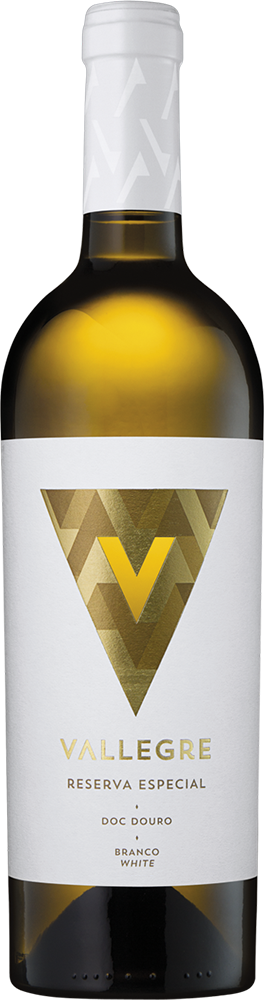 V
VALLEGRE
RESERVA ESPECIAL
DOC DOURO
BRANCO
WHITE